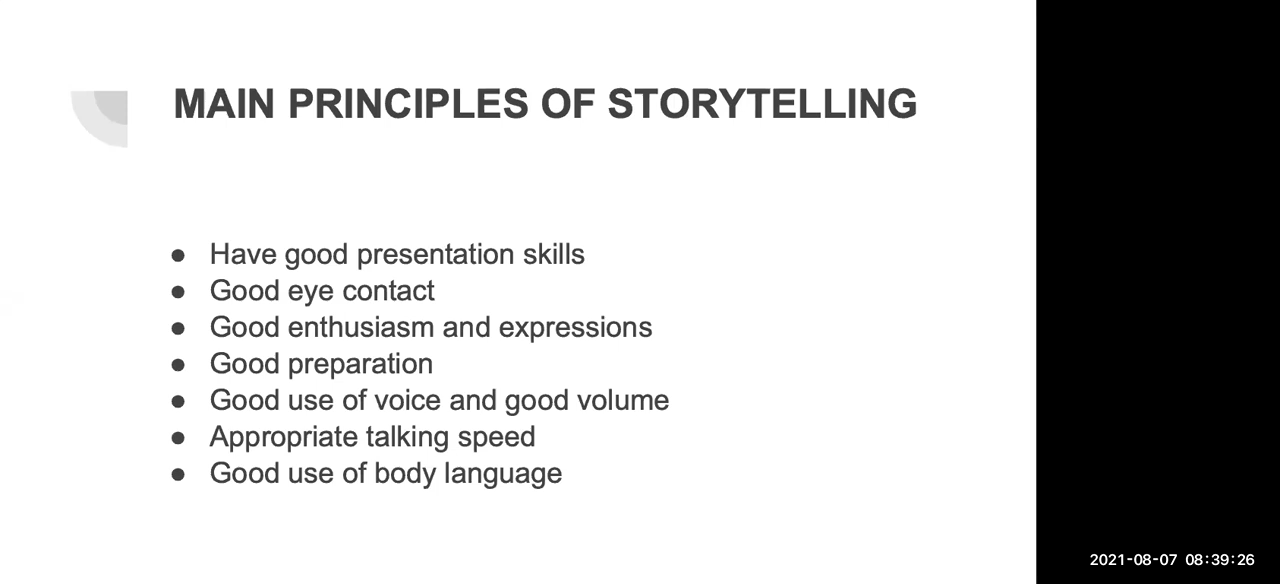 MAIN PRINCIPLES OF STORYTELLING
● Have good presentation skills
● Good eye contact
● Good enthusiasm and expressions
● Good preparation
● Good use of voice and good volume
● Appropriate talking speed
● Good use of body language
2021-08-07 08:39:26